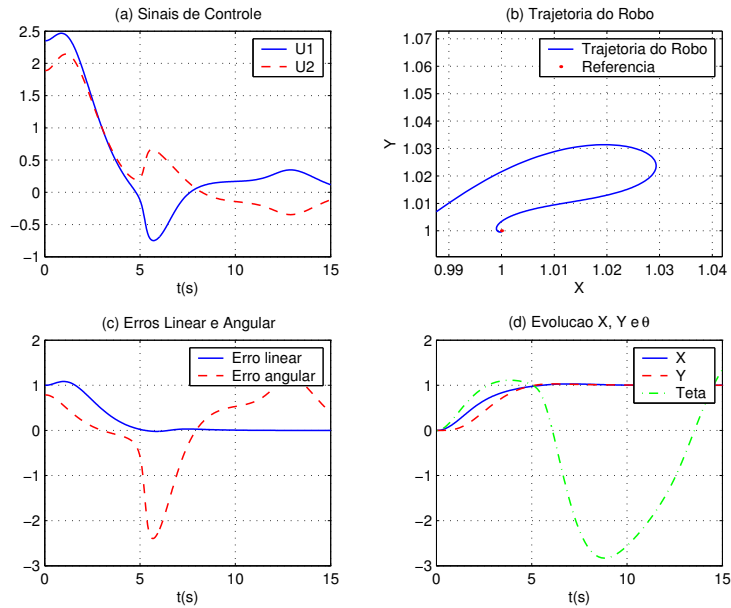 (a) Sinais de Controle
2.5
2
1.5
1
0.5
0
−0.5
−1
0
5
10
15
t(s)
U1
U2
(b) Trajetoria do Robo
1.07
1.06
1.05
1.04
1.03
1.02
1.01
1
0.99
1
1.01
1.02
1.03
1.04
X
Y
Trajetoria do Robo
Referencia
(c) Erros Linear e Angular
2
1
0
−1
−2
−3
0
5
10
15
t(s)
Erro linear
Erro angular
(d) Evolucao X, Y e θ
2
1
0
−1
−2
−3
0
5
10
15
t(s)
X
Y
Teta